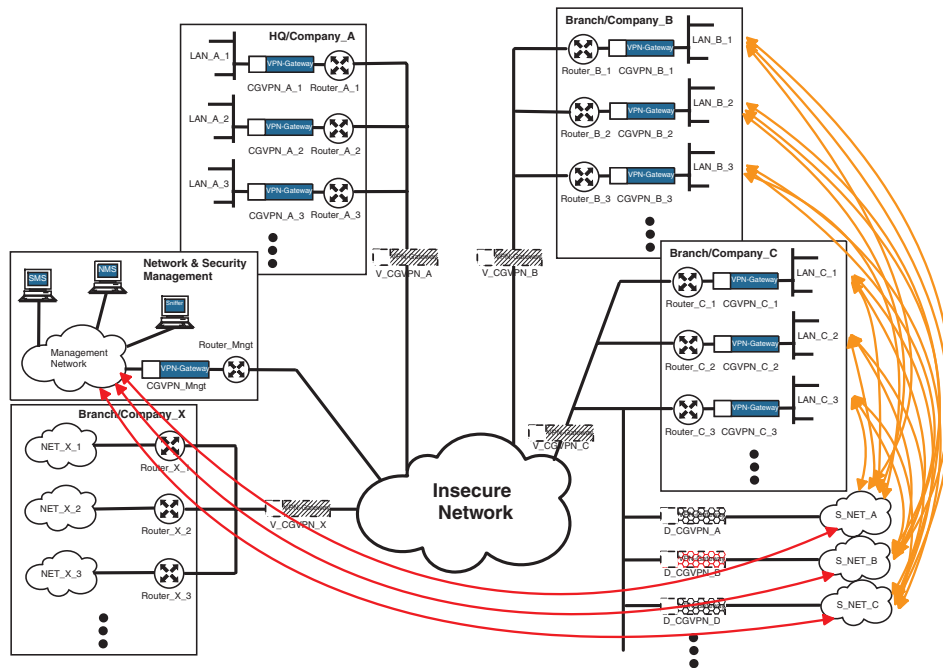 HQ/Company_A
LAN_A_1
VPN-Gateway
CGVPN_A_1
Router_A_1
LAN_A_2
VPN-Gateway
CGVPN_A_2
Router_A_2
LAN_A_3
VPN-Gateway
CGVPN_A_3
Router_A_3
V_CGVPN_A
Branch/Company_B
LAN_B_1
VPN-Gateway
Router_B_1
CGVPN_B_1
LAN_B_2
VPN-Gateway
Router_B_2
CGVPN_B_2
LAN_B_3
VPN-Gateway
Router_B_3
CGVPN_B_3
V_CGVPN_B
Branch/Company_C
LAN_C_1
VPN-Gateway
Router_C_1
CGVPN_C_1
LAN_C_2
VPN-Gateway
Router_C_2
CGVPN_C_2
LAN_C_3
VPN-Gateway
Router_C_3
CGVPN_C_3
V_CGVPN_C
Network & Security
Management
SMS
NMS
Sniffer
Router_Mngt
Management
Network
VPN-Gateway
CGVPN_Mngt
Branch/Company_X
NET_X_1
Router_X_1
NET_X_2
Router_X_2
NET_X_3
Router_X_3
V_CGVPN_X
Insecure
Network
D_CGVPN_A
S_NET_A
D_CGVPN_B
S_NET_B
D_CGVPN_D
S_NET_C